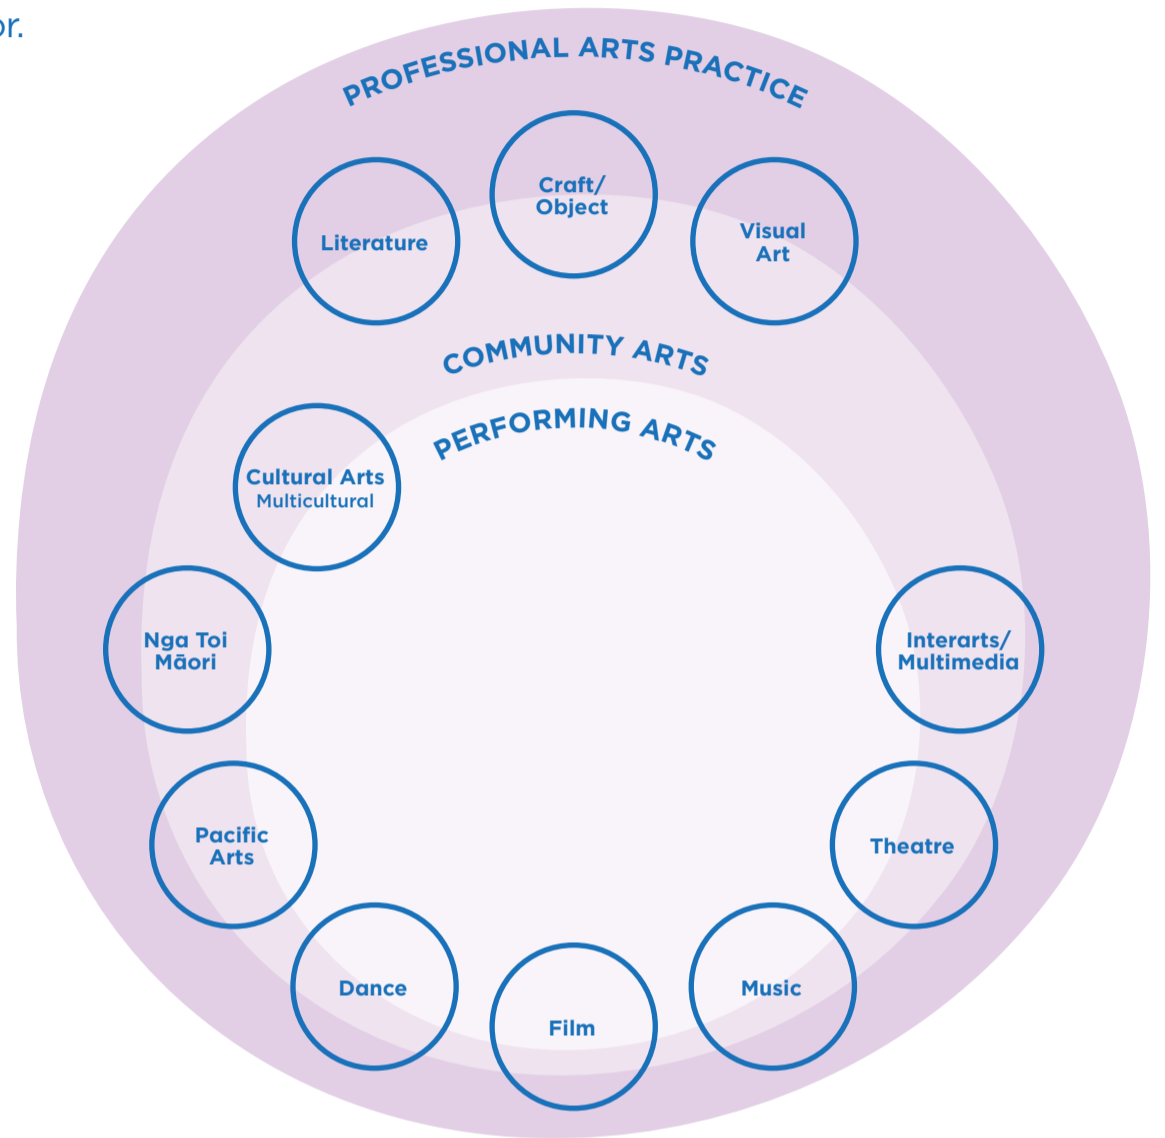 or.
PROFESSIONAL ARTS PRACTICE
Craft/
Object
Literature
Visual
Art
COMMUNITY ARTS
PERFORMING ARTS
Cultural Arts
Multicultural
Nga Toi
Māori
Interarts/
Multimedia
Pacific
Arts
Theatre
Dance
Music
Film